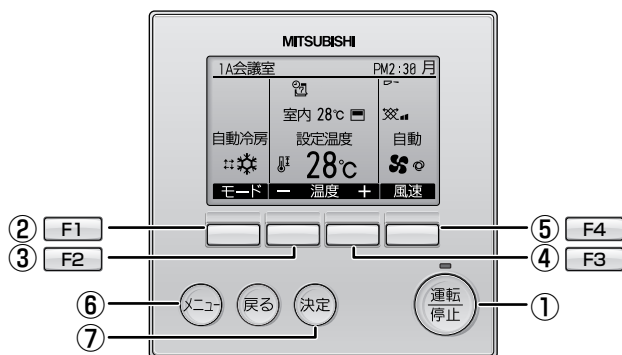 MITSUBISHI
1A会議室 PM2:30 月
室内 28℃
自動冷房 設定温度 自動
28℃
モード − 温度 + 風速
② F1
③ F2
⑤ F4
④ F3
⑥ メニュー 戻る 決定
運転
停止 ①
⑦